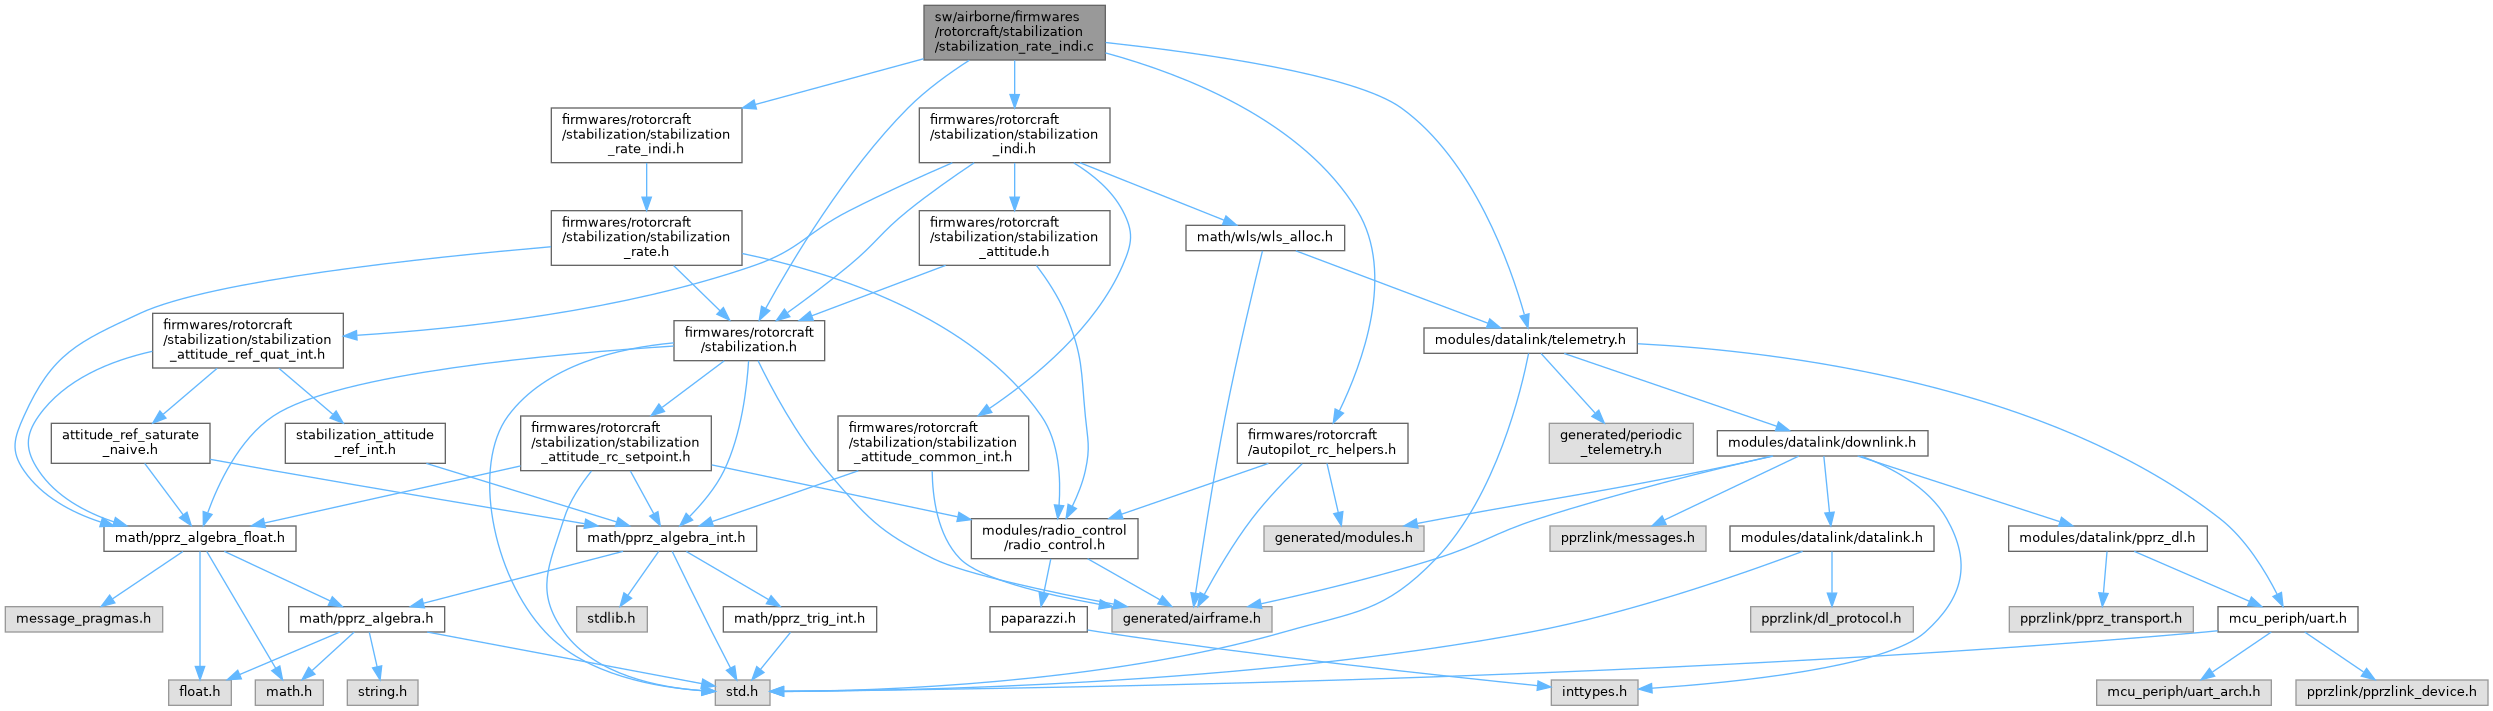 sw/airborne/firmwares
/rotorcraft/stabilization
/stabilization_rate_indi.c
firmwares/rotorcraft
/stabilization/stabilization
_rate_indi.h
firmwares/rotorcraft
/stabilization/stabilization
_indi.h
firmwares/rotorcraft
/stabilization/stabilization
_rate.h
firmwares/rotorcraft
/stabilization/stabilization
_attitude.h
math/wls/wls_alloc.h
firmwares/rotorcraft
/stabilization/stabilization
_attitude_ref_quat_int.h
firmwares/rotorcraft
/stabilization.h
modules/datalink/telemetry.h
attitude_ref_saturate
_naive.h
stabilization_attitude
_ref_int.h
firmwares/rotorcraft
/stabilization/stabilization
_attitude_rc_setpoint.h
firmwares/rotorcraft
/stabilization/stabilization
_attitude_common_int.h
firmwares/rotorcraft
/autopilot_rc_helpers.h
generated/periodic
_telemetry.h
modules/datalink/downlink.h
math/pprz_algebra_float.h
math/pprz_algebra_int.h
modules/radio_control
/radio_control.h
generated/modules.h
pprzlink/messages.h
modules/datalink/datalink.h
modules/datalink/pprz_dl.h
message_pragmas.h
math/pprz_algebra.h
stdlib.h
math/pprz_trig_int.h
paparazzi.h
generated/airframe.h
pprzlink/dl_protocol.h
pprzlink/pprz_transport.h
mcu_periph/uart.h
float.h
math.h
string.h
std.h
inttypes.h
mcu_periph/uart_arch.h
pprzlink/pprzlink_device.h